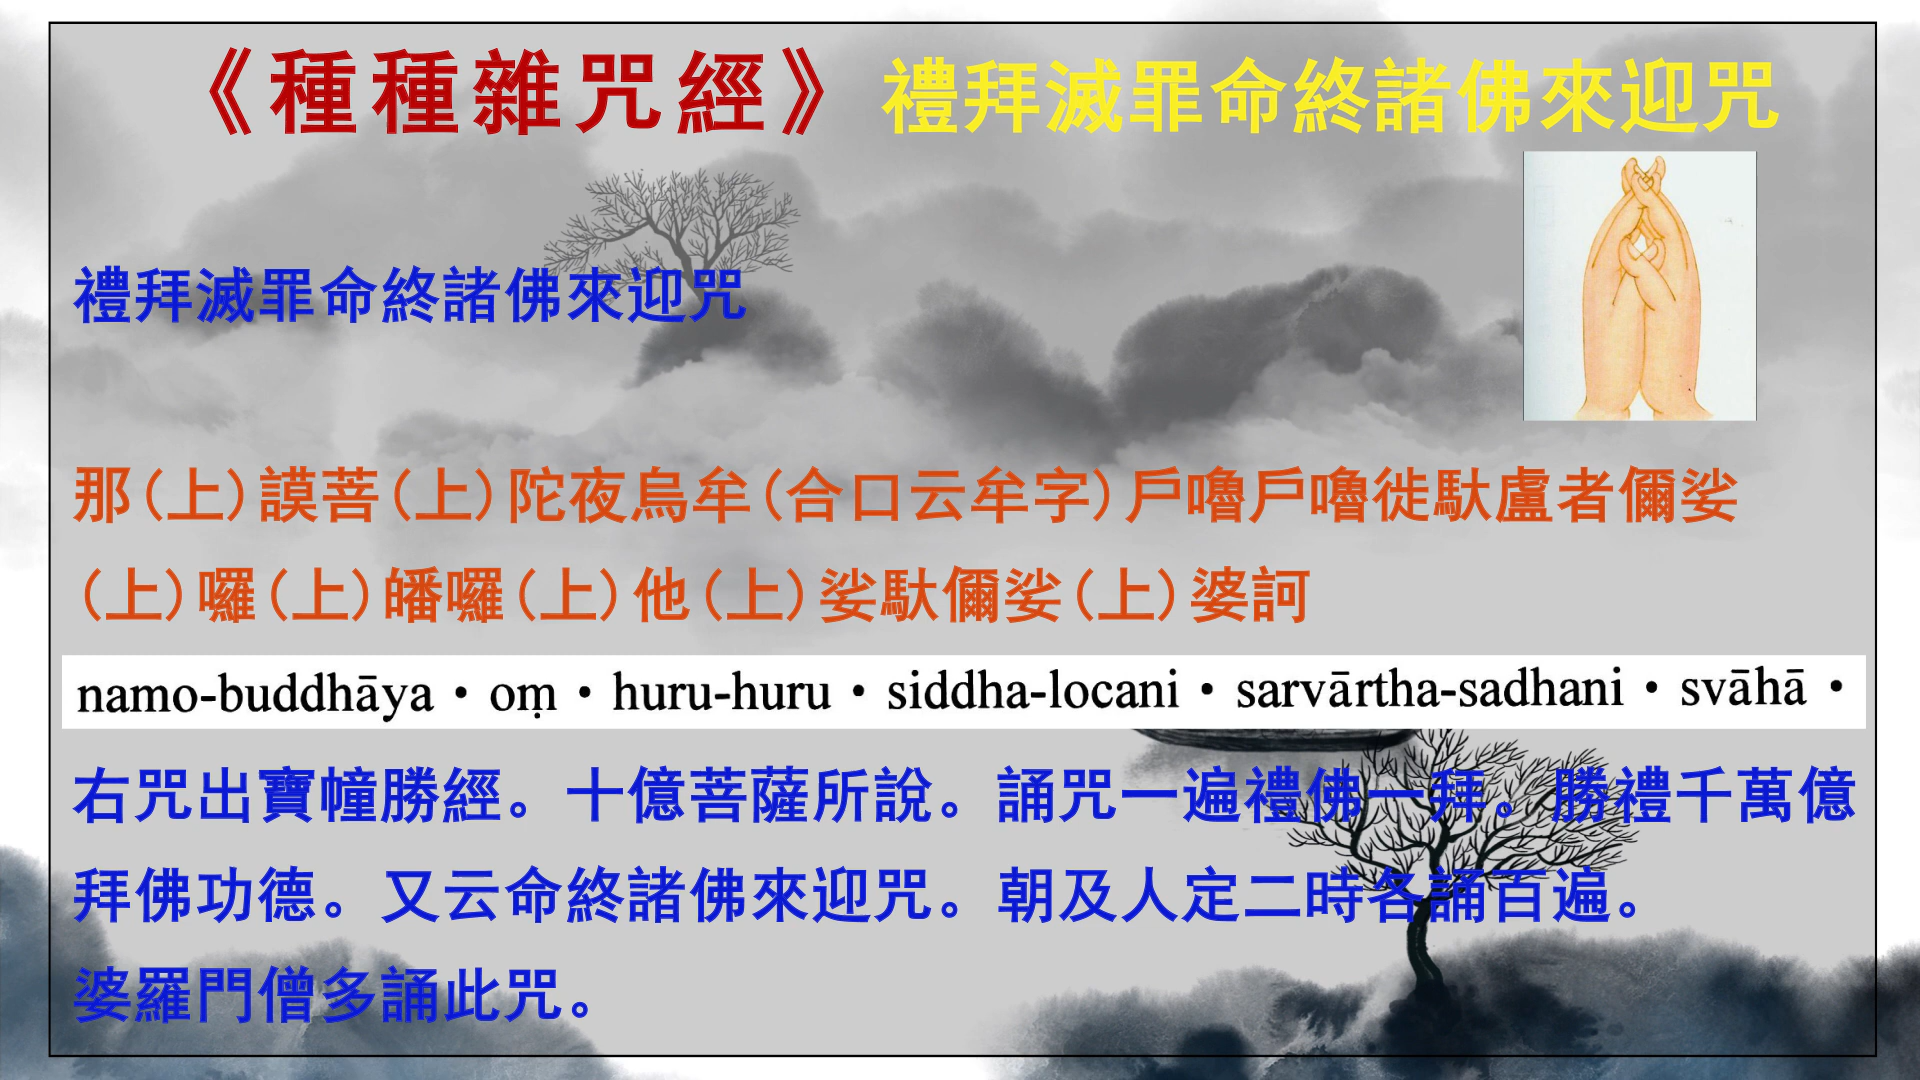 《種種雜咒經》 禮拜滅罪命終諸佛來迎咒
禮拜滅罪命終諸佛來迎咒
那(上)謨菩(上)陀夜烏牟(合口云牟字)戶嚕戶嚕徙馱盧者儞娑
(上)囉(上)皤囉(上)他(上)娑馱儞娑(上)婆訶
namo-buddhāya · oṃ · huru-huru · siddha-locani · sarvārtha-sadhani · svāhā ·
右咒出寶幢勝經。十億菩薩所說。誦咒一遍禮佛一拜。勝禮千萬億
拜佛功德。又云命終諸佛來迎咒。朝及人定二時各誦百遍。
婆羅門僧多誦此咒。